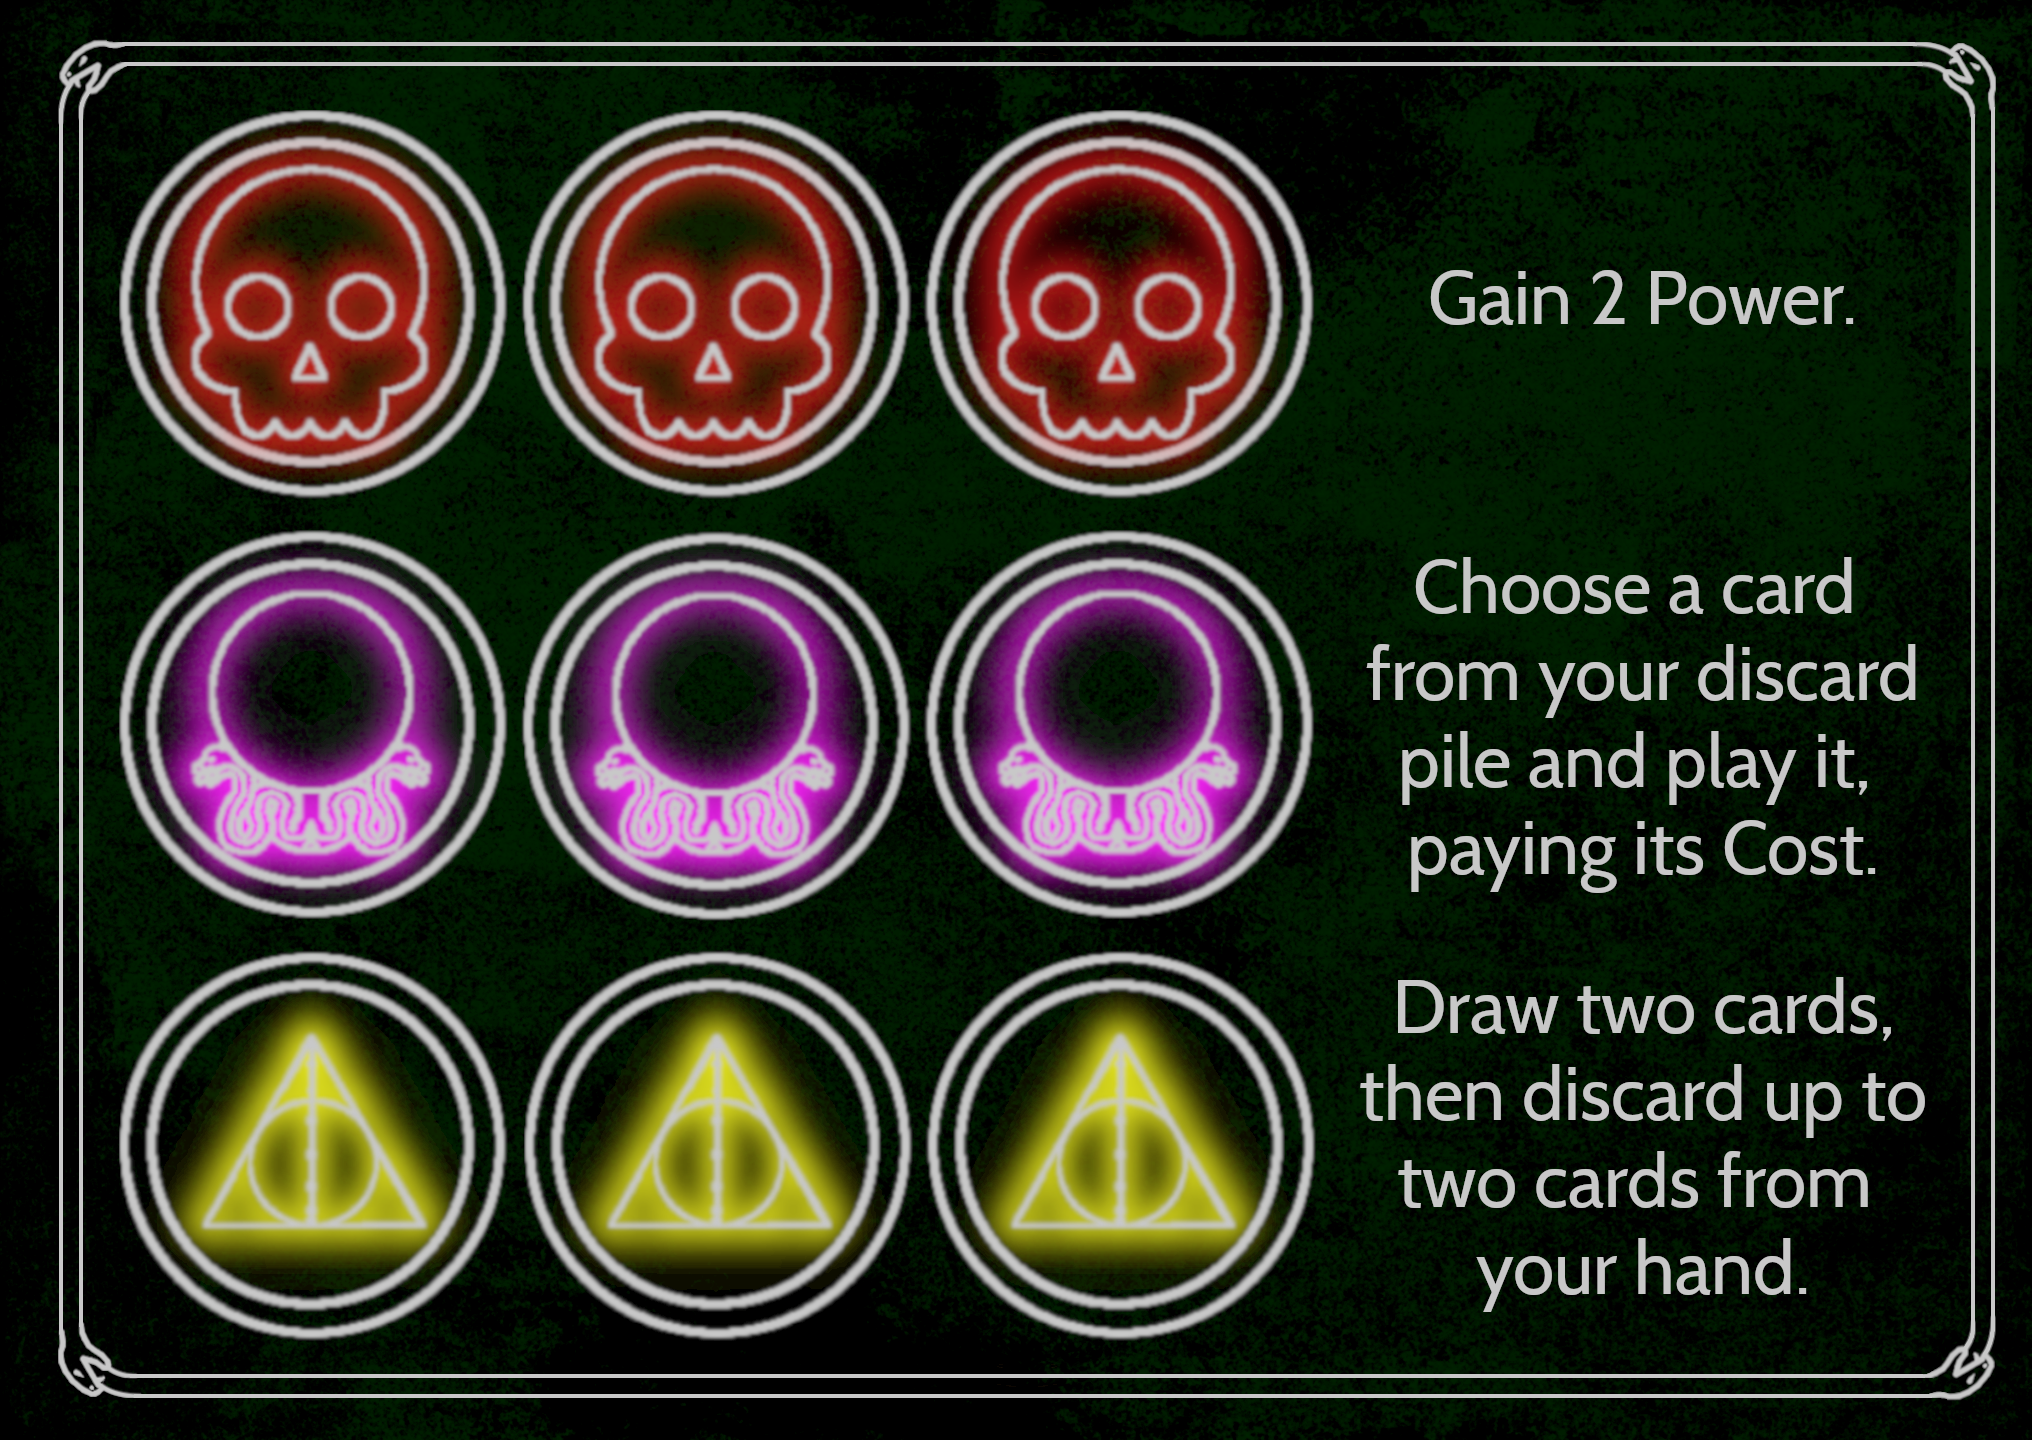 Gain 2 Power.
Choose a card
from your discard
pile and play it,
paying its Cost.
Draw two cards,
then discard up to
two cards from
your hand.